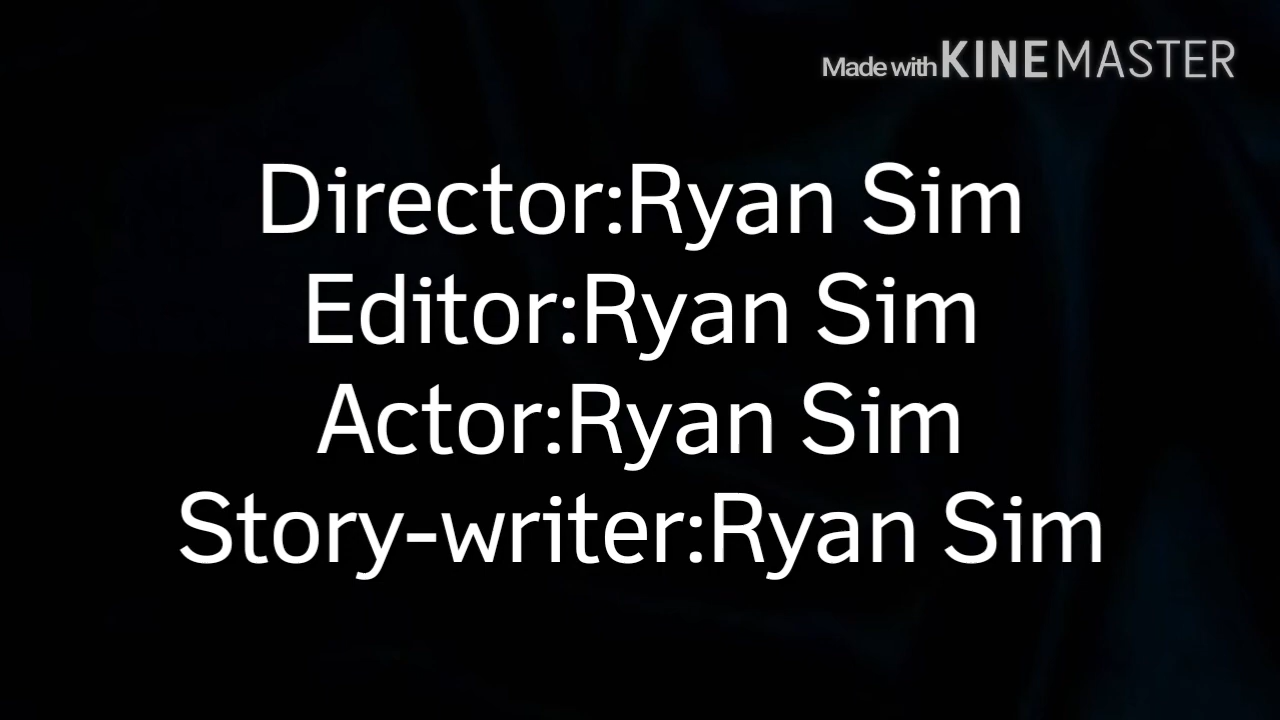 Made with KINEMASTER
Director:Ryan Sim
Editor:Ryan Sim
Actor:Ryan Sim
Story-writer:Ryan Sim